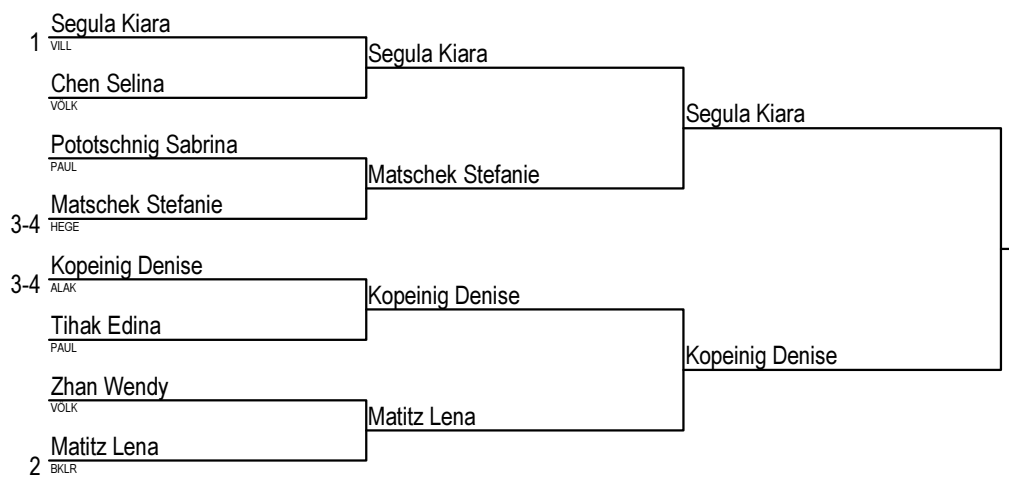 Segula Kiara
1
VILL
Segula Kiara
Chen Selina
VÖLK
Segula Kiara
Pototschnig Sabrina
PAUL
Matschek Stefanie
Matschek Stefanie
3-4
HEGE
Kopeinig Denise
3-4
ALAK
Kopeinig Denise
Tihak Edina
PAUL
Kopeinig Denise
Zhan Wendy
VÖLK
Matitz Lena
Matitz Lena
2
BKLR